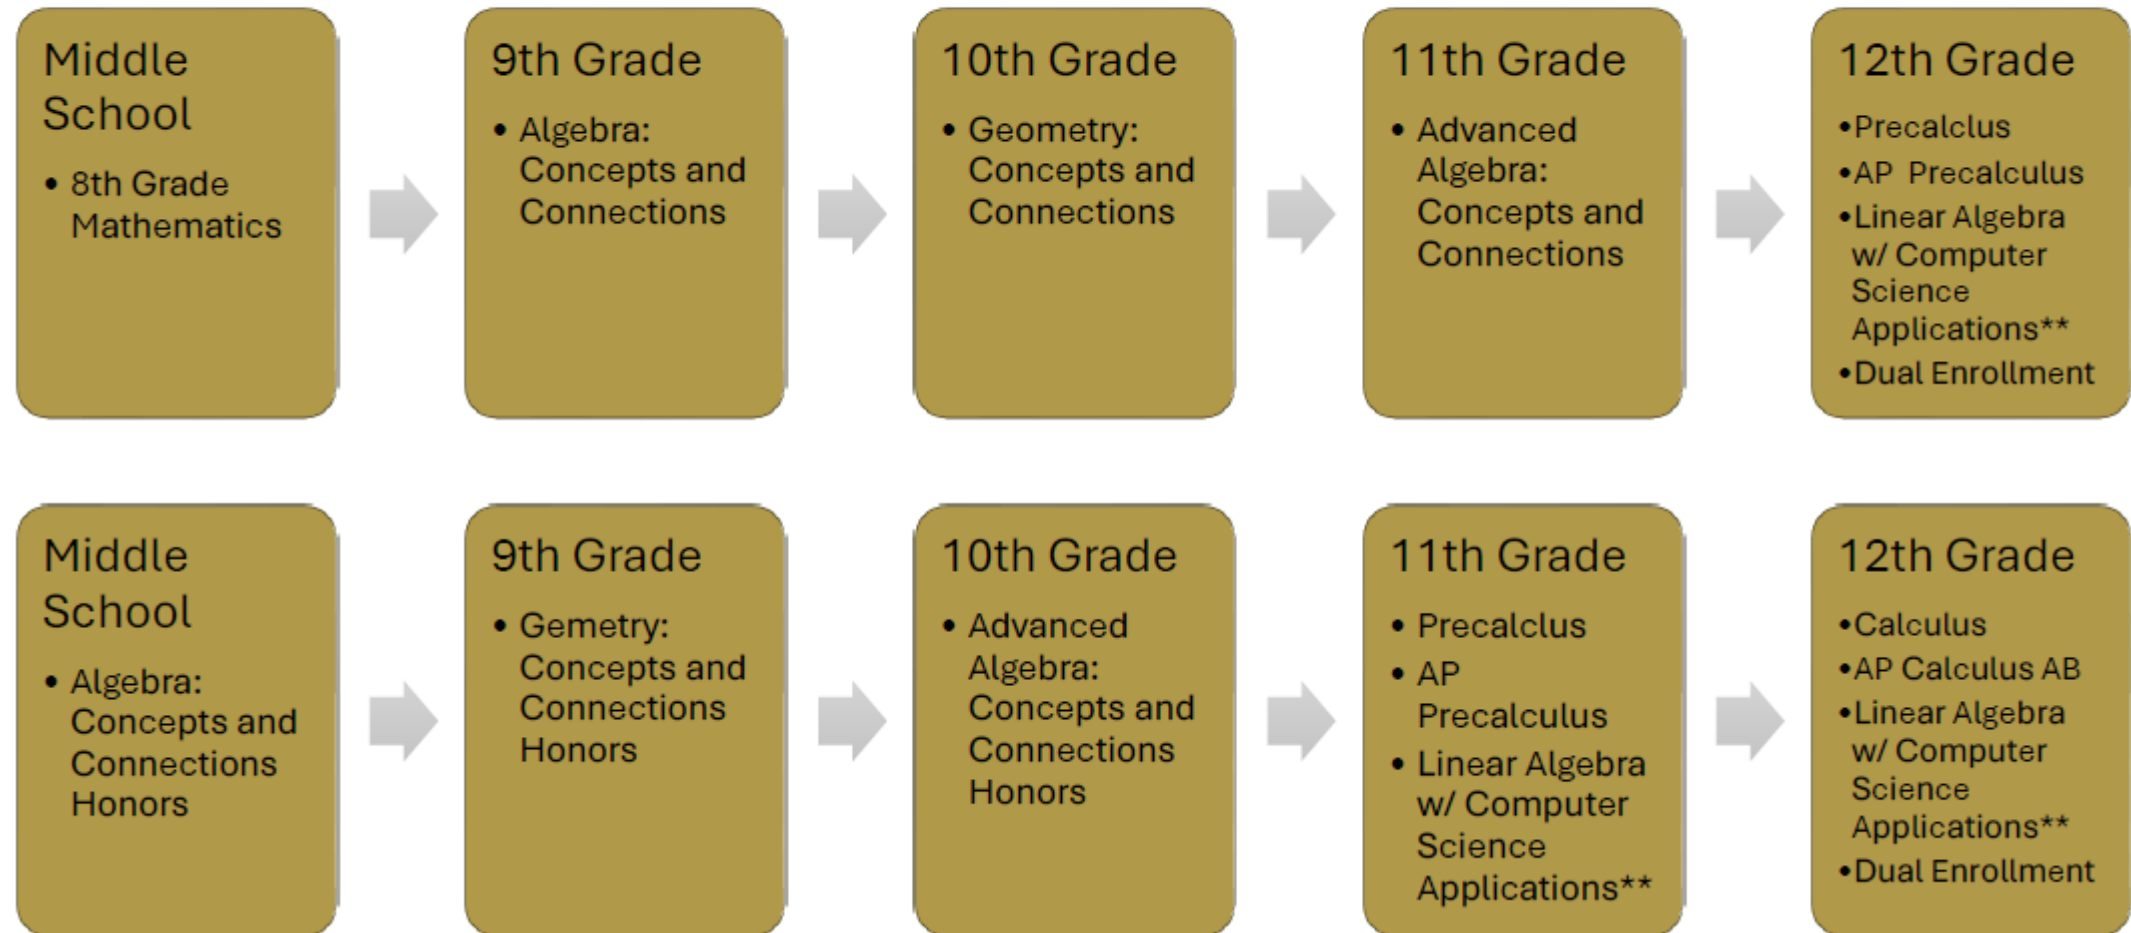 Middle
School
• 8th Grade
Mathematics
9th Grade
• Algebra:
Concepts and
Connections
10th Grade
• Geometry:
Concepts and
Connections
11th Grade
• Advanced
Algebra:
Concepts and
Connections
12th Grade
•Precalclus
•AP Precalculus
•Linear Algebra
w/ Computer
Science
Applications**
•Dual Enrollment
Middle
School
• Algebra:
Concepts and
Connections
Honors
9th Grade
• Gemetry:
Concepts and
Connections
Honors
10th Grade
• Advanced
Algebra:
Concepts and
Connections
Honors
11th Grade
• Precalclus
• AP
Precalculus
• Linear Algebra
w/ Computer
Science
Applications**
12th Grade
•Calculus
•AP Calculus AB
•Linear Algebra
w/ Computer
Science
Applications**
•Dual Enrollment